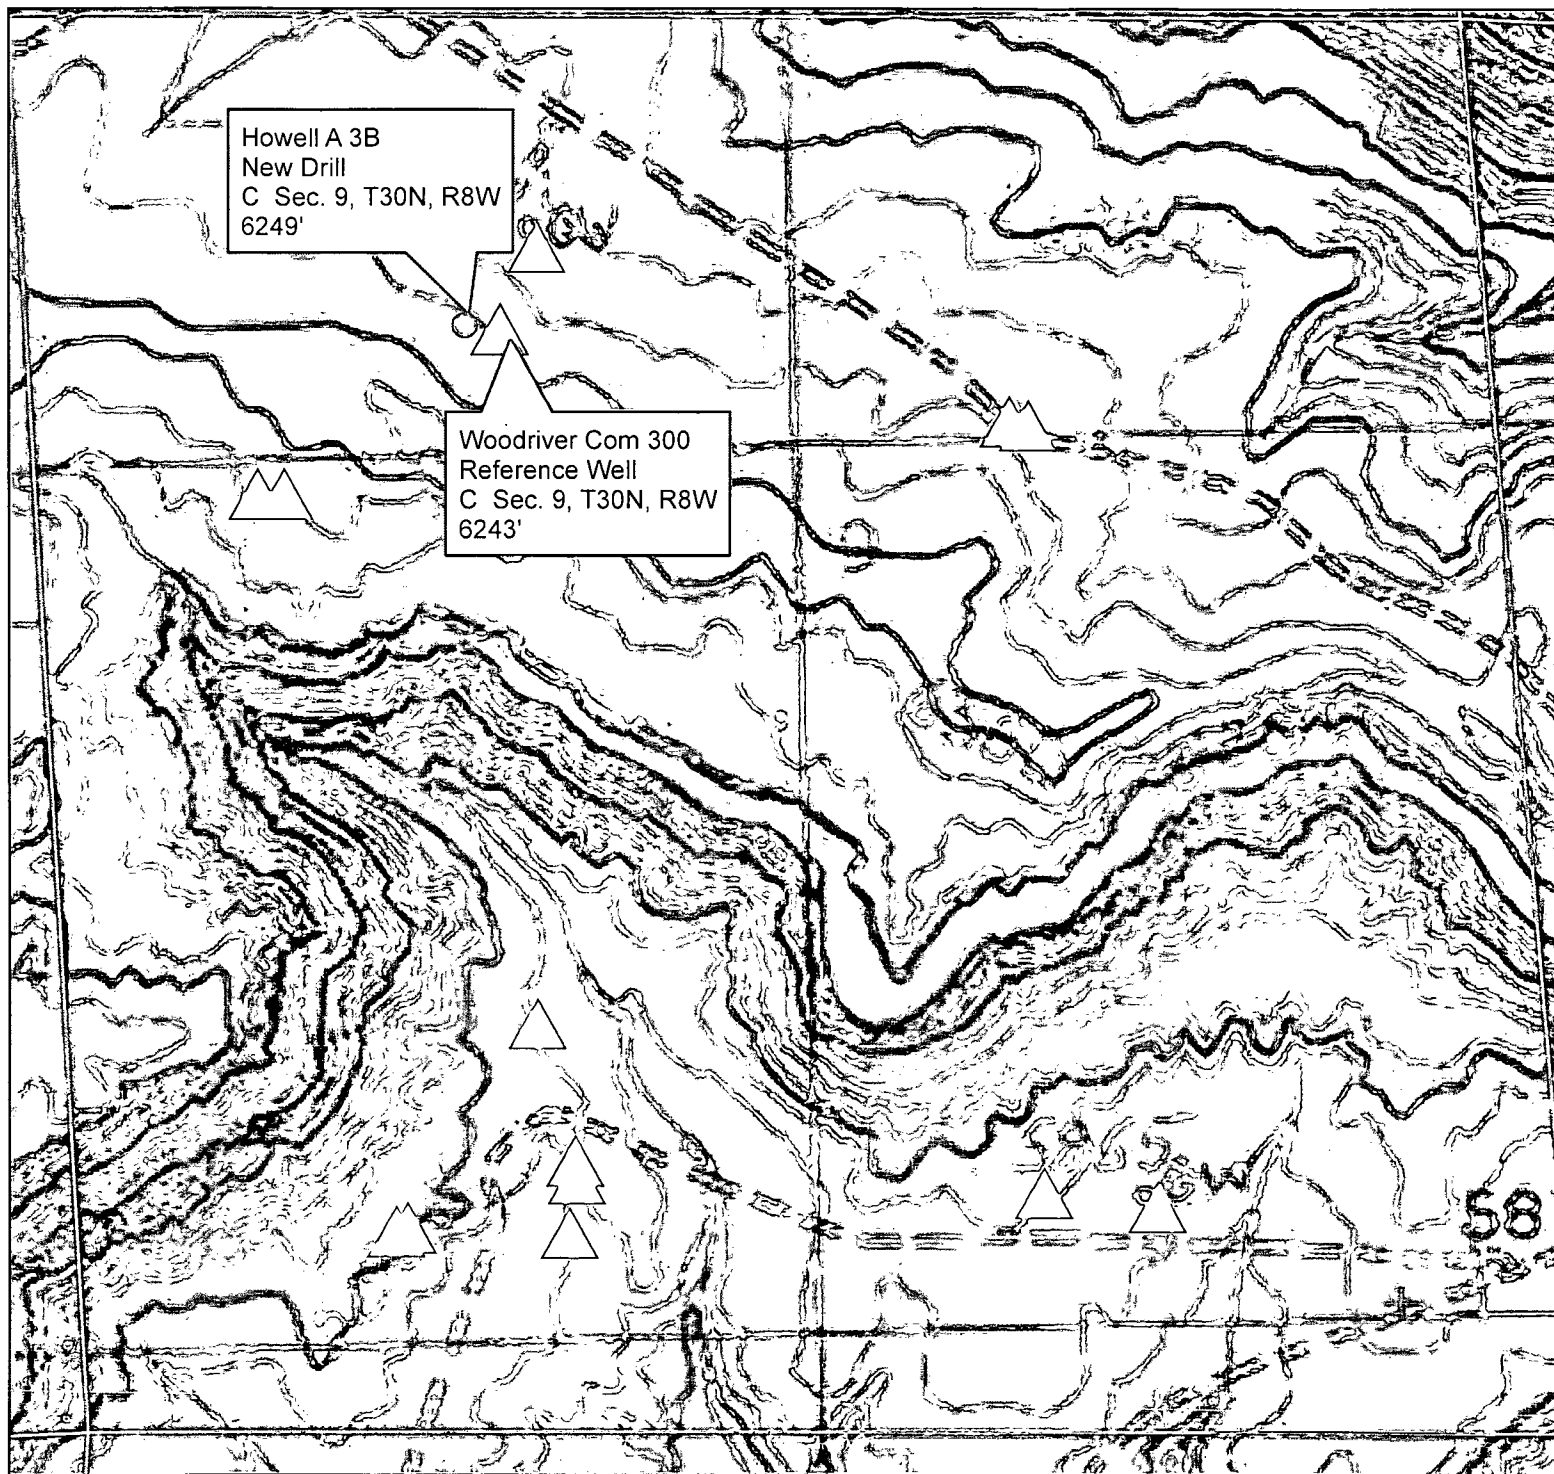 Howell A 3B
New Drill
C Sec. 9, T30N, R8W
6249'
Woodriver Com 300
Reference Well
C Sec. 9, T30N, R8W
6243'